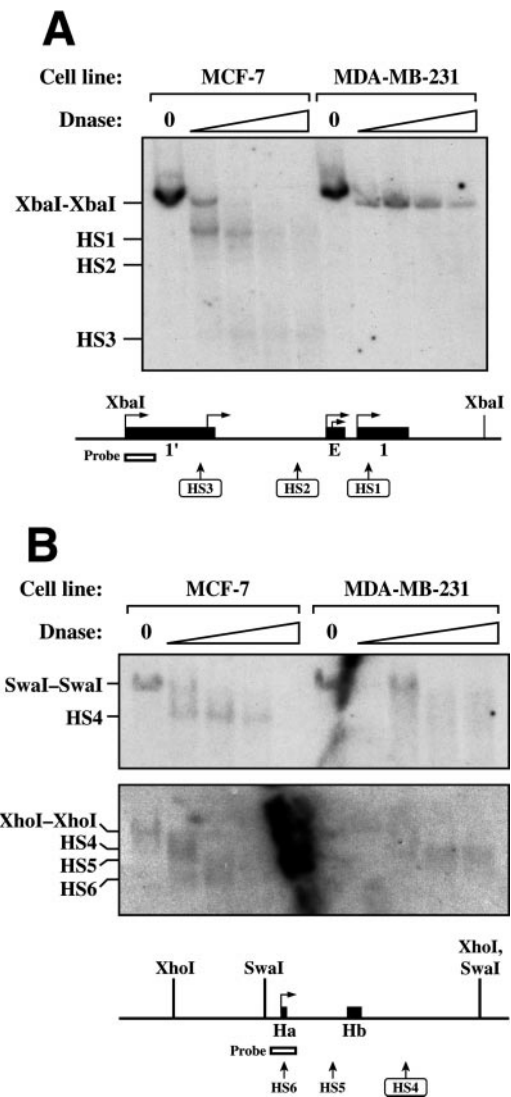 A
Cell line: MCF-7 MDA-MB-231
Dnase: 0 0
XbaI-XbaI
HS1
HS2
HS3
XbaI XbaI
1' E 1
Probe
HS3 HS2 HS1
B
Cell line: MCF-7 MDA-MB-231
Dnase: 0 0
SwaI–SwaI
HS4
XhoI–XhoI
HS4
HS5
HS6
XhoI SwaI XhoI, SwaI
Ha Hb
Probe
HS6 HS5 HS4